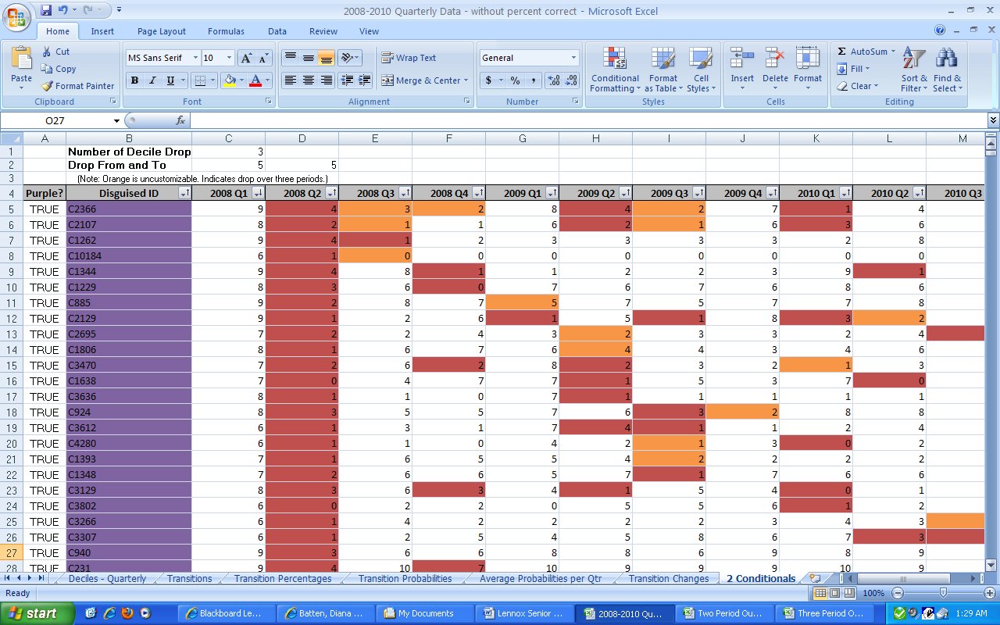 2008-2010 Quarterly Data - without percent correct - Microsoft Excel
Home Insert Page Layout Formulas Data Review View
Paste Cut Copy Format Painter Clipboard
MS Sans Serif 10 A A B I U A Font
Wrap Text Merge & Center Alignment
General $ % , .0 .00 .00 .0 Number
Conditional Formatting Format as Table Cell Styles Styles
Insert Delete Format Cells
Σ AutoSum Fill Clear Sort & Filter Find & Select Editing
O27 fx
A B C D E F G H I J K L M
1 Number of Decile Drop 3
2 Drop From and To 5 5
3 (Note: Orange is uncustomizable. Indicates drop over three periods.)
4 Purple? Disguised ID 2008 Q1 2008 Q2 2008 Q3 2008 Q4 2009 Q1 2009 Q2 2009 Q3 2009 Q4 2010 Q1 2010 Q2 2010 Q3
5 TRUE C2366 9 4 3 2 8 4 2 7 1 4
6 TRUE C2107 8 2 1 1 6 2 1 6 3 6
7 TRUE C1262 9 4 1 2 3 3 3 3 2 8
8 TRUE C10184 6 1 0 0 0 0 0 0 0 0
9 TRUE C1344 9 4 8 1 1 2 2 3 9 1
10 TRUE C1229 8 3 6 0 7 6 7 6 8 6
11 TRUE C885 9 2 8 7 5 7 5 7 7 8
12 TRUE C2129 9 1 2 6 1 5 1 8 3 2
13 TRUE C2695 7 2 2 4 3 2 3 3 2 4
14 TRUE C1806 8 1 6 7 6 4 4 3 4 6
15 TRUE C3470 7 2 6 2 8 2 3 2 1 3
16 TRUE C1638 7 0 4 7 7 1 5 3 7 0
17 TRUE C3636 8 1 1 0 7 1 1 1 1 1
18 TRUE C924 8 3 5 5 7 6 3 2 8 8
19 TRUE C3612 6 1 3 1 7 4 1 1 2 4
20 TRUE C4280 6 1 1 0 4 2 1 3 0 2
21 TRUE C1393 7 1 6 5 5 4 2 2 2 2
22 TRUE C1348 7 2 6 6 5 7 1 7 6 6
23 TRUE C3129 8 3 6 3 4 1 5 4 0 1
24 TRUE C3802 6 0 2 2 0 5 5 6 1 2
25 TRUE C3266 6 1 4 2 2 2 2 3 4 3
26 TRUE C3307 6 1 2 5 4 5 8 6 7 3
27 TRUE C940 9 3 6 6 8 8 6 9 8 9
28 TRUE C231 9 4 10 7 10 9 9 9 10 9
Deciles - Quarterly Transitions Transition Percentages Transition Probabilities Average Probabilities per Qtr Transition Changes 2 Conditionals
Ready 100%
start Blackboard Le... Batten, Diana ... My Documents Lennox Senior ... 2008-2010 Qu... Two Period Ou... Three Period O... 1:29 AM